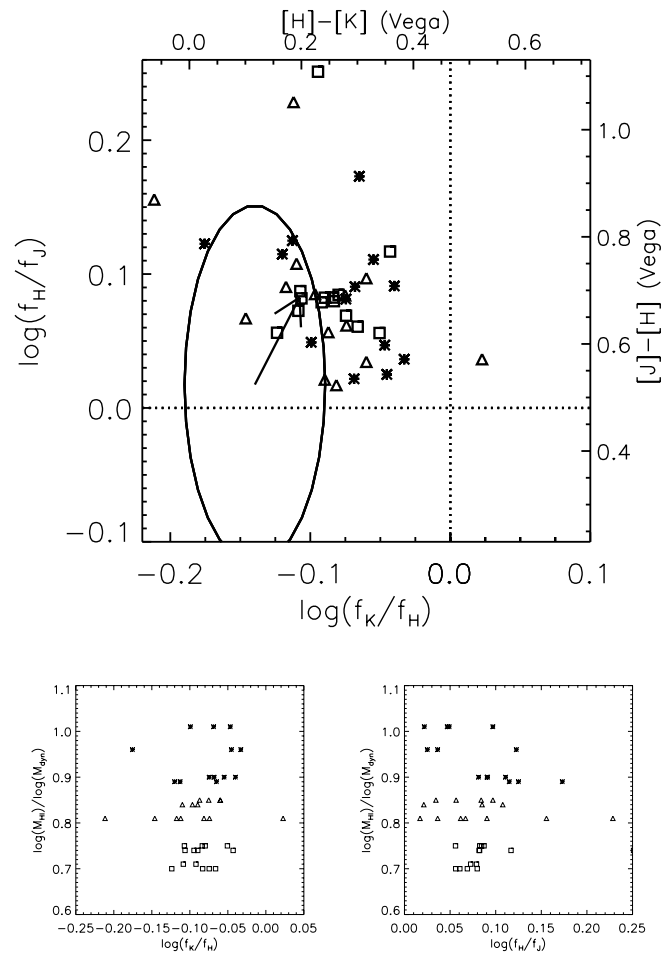 [H]−[K] (Vega)
0.0 0.2 0.4 0.6
log(f_H/f_J)
0.2
0.1
0.0
−0.1
1.0
0.8
0.6
0.4
[J]−[H] (Vega)
−0.2 −0.1 0.0 0.1
log(f_K/f_H)
log(M_HI)/log(M_dyn)
1.1
1.0
0.9
0.8
0.7
0.6
−0.25 −0.20 −0.15 −0.10 −0.05 0.00 0.05
log(f_K/f_H)
log(M_HI)/log(M_dyn)
1.1
1.0
0.9
0.8
0.7
0.6
0.00 0.05 0.10 0.15 0.20 0.25
log(f_H/f_J)